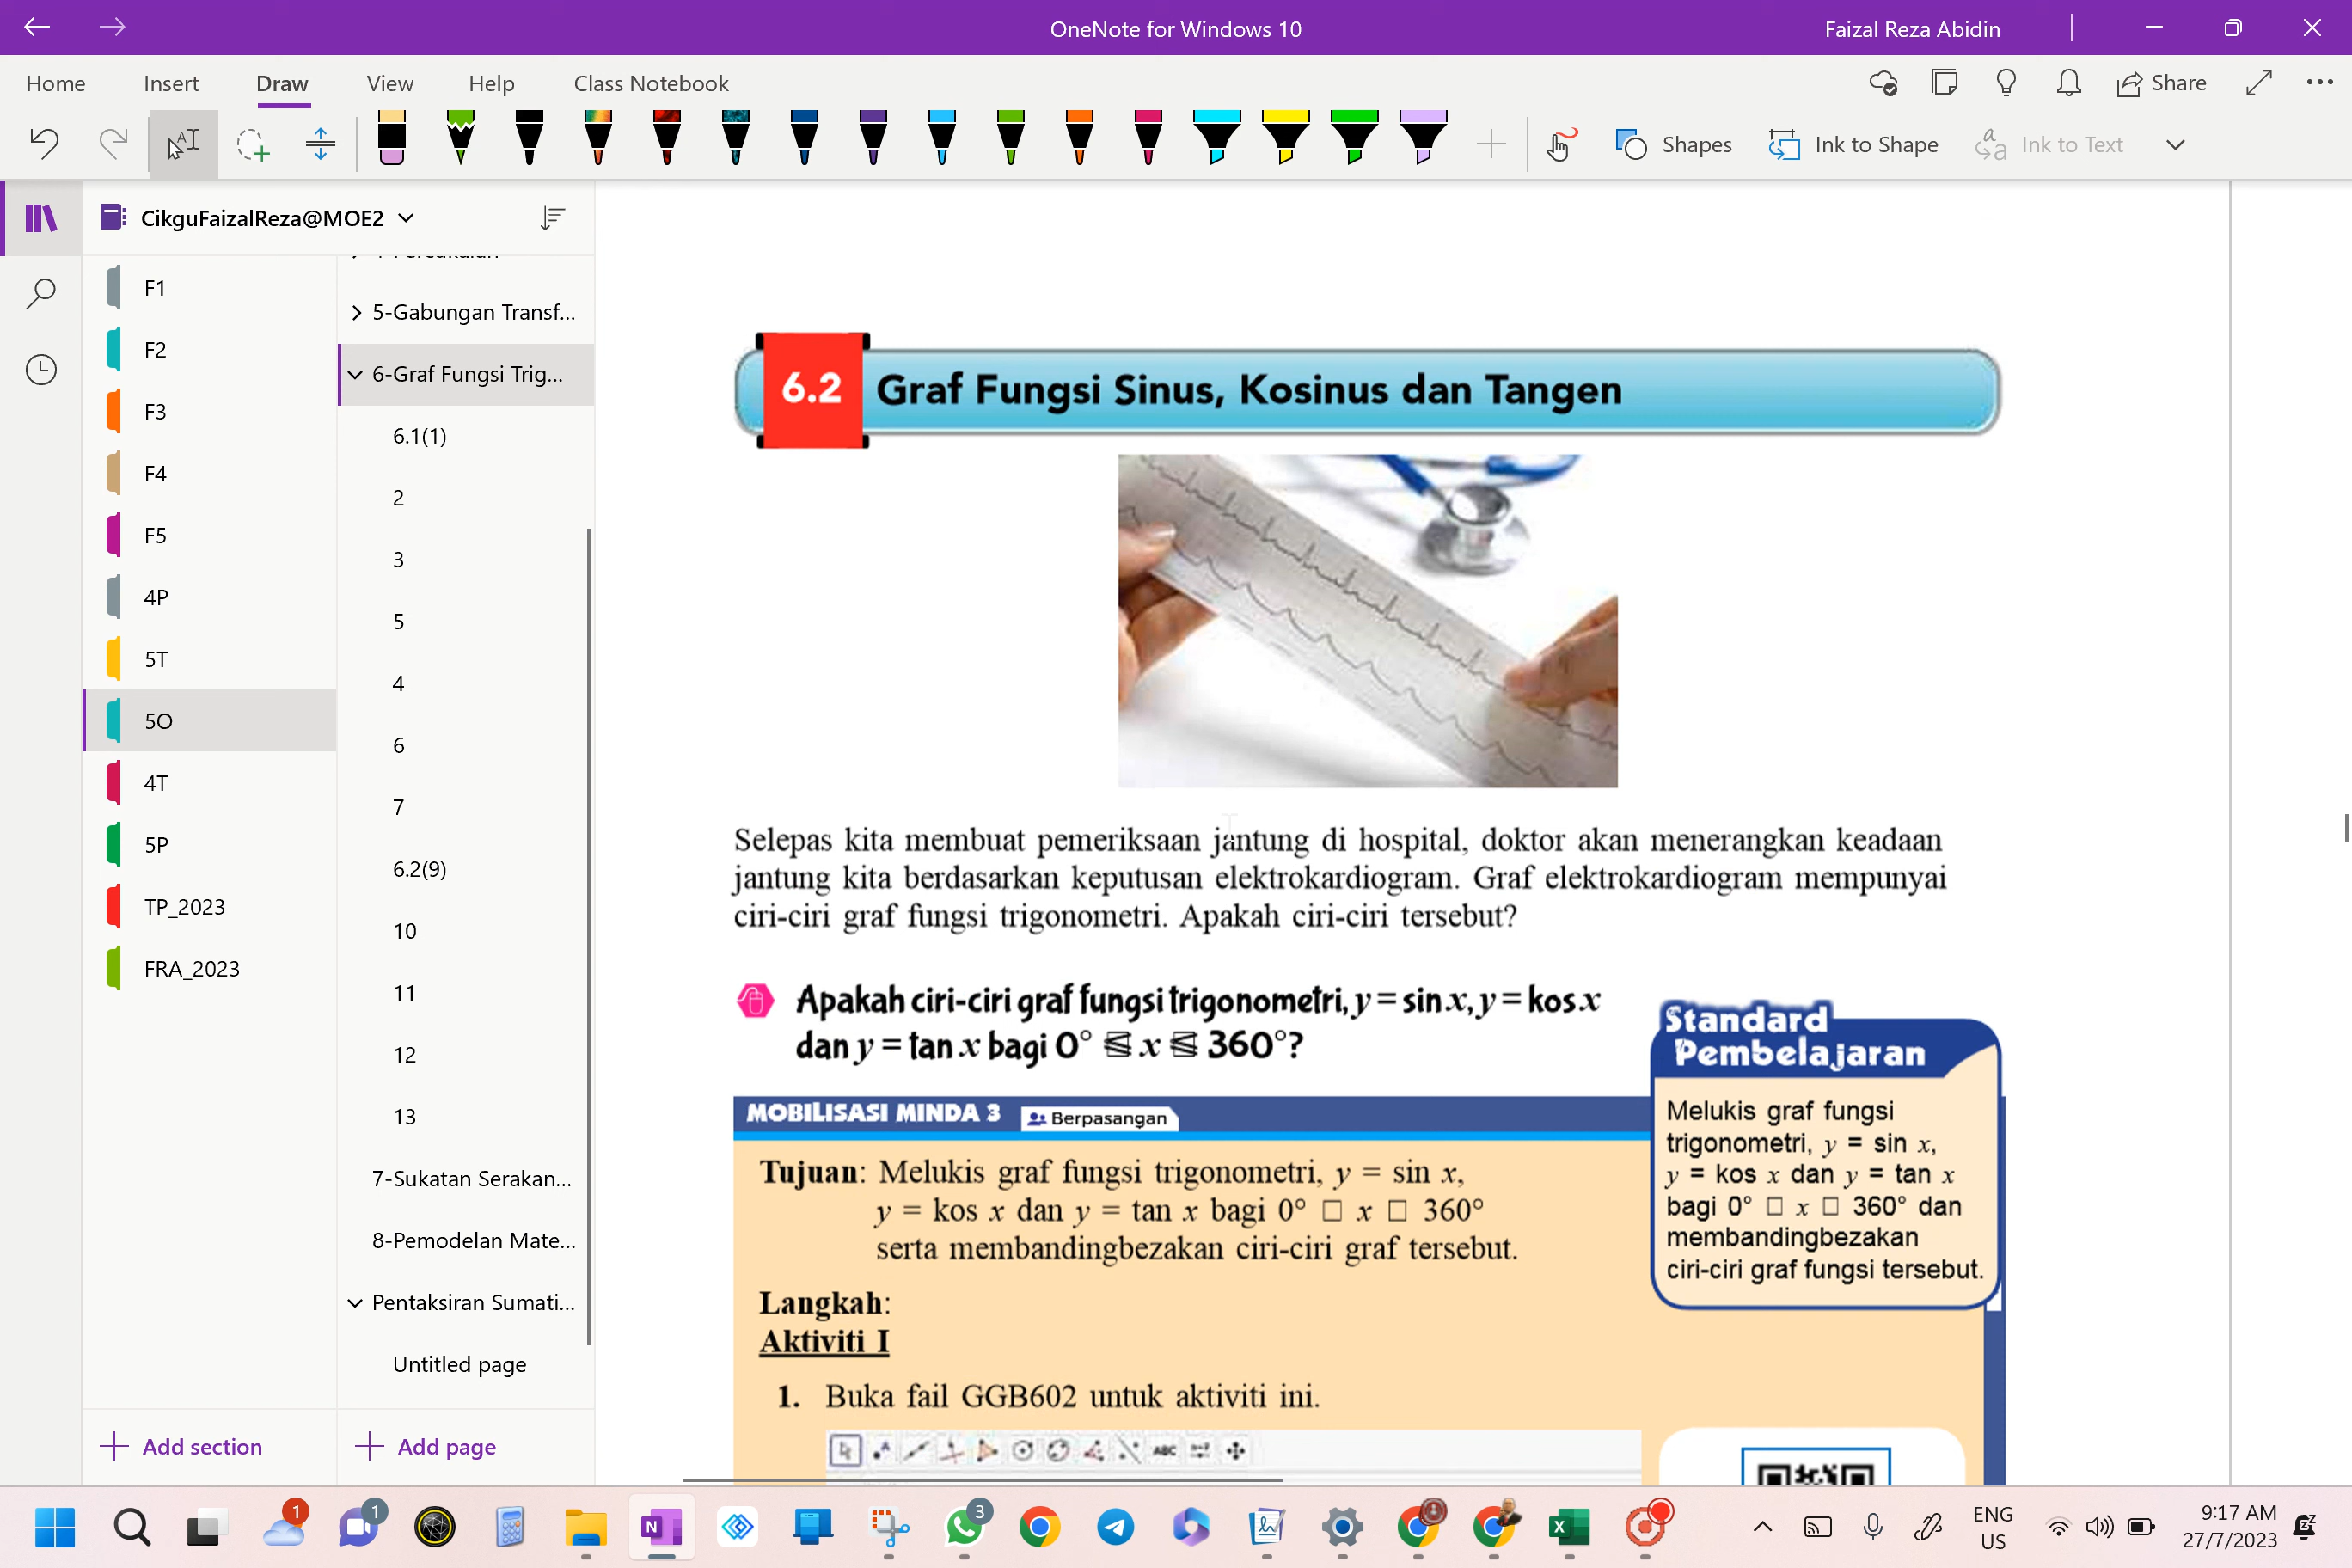 OneNote for Windows 10
Faizal Reza Abidin
Home Insert Draw View Help Class Notebook
Share
Shapes Ink to Shape Ink to Text
CikguFaizalReza@MOE2
F1
F2
F3
F4
F5
4P
5T
5O
4T
5P
TP_2023
FRA_2023
Add section
5-Gabungan Transf...
6-Graf Fungsi Trig...
6.1(1)
2
3
5
4
6
7
6.2(9)
10
11
12
13
7-Sukatan Serakan...
8-Pemodelan Mate...
Pentaksiran Sumati...
Untitled page
Add page
6.2 Graf Fungsi Sinus, Kosinus dan Tangen
Selepas kita membuat pemeriksaan jantung di hospital, doktor akan menerangkan keadaan
jantung kita berdasarkan keputusan elektrokardiogram. Graf elektrokardiogram mempunyai
ciri-ciri graf fungsi trigonometri. Apakah ciri-ciri tersebut?
Apakah ciri-ciri graf fungsi trigonometri, y = sin x, y = kos x
dan y = tan x bagi 0° ≦ x ≦ 360°?
Standard
Pembelajaran
Melukis graf fungsi
trigonometri, y = sin x,
y = kos x dan y = tan x
bagi 0° □ x □ 360° dan
membandingbezakan
ciri-ciri graf fungsi tersebut.
MOBILISASI MINDA 3 Berpasangan
Tujuan: Melukis graf fungsi trigonometri, y = sin x,
y = kos x dan y = tan x bagi 0° □ x □ 360°
serta membandingbezakan ciri-ciri graf tersebut.
Langkah:
Aktiviti I
1. Buka fail GGB602 untuk aktiviti ini.
ABC
1
1
3
ENG
US
9:17 AM
27/7/2023